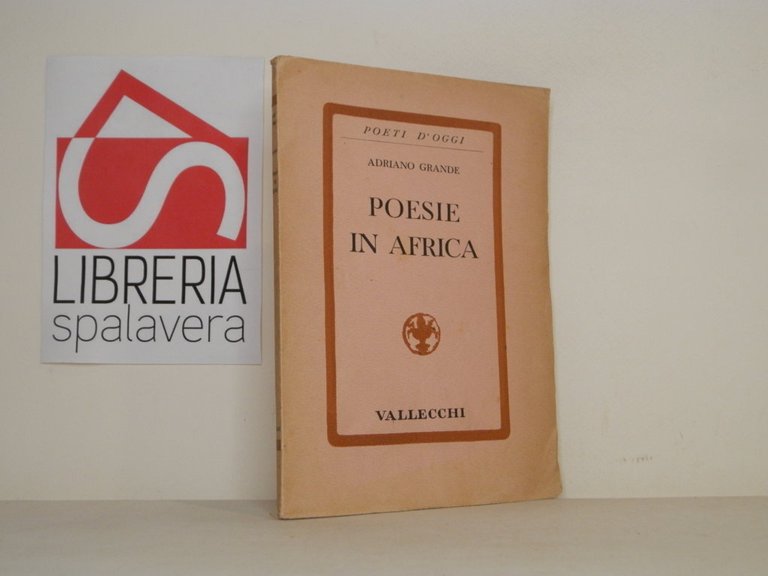 LIBRERIA
spalavera
POETI D'OGGI
ADRIANO GRANDE
POESIE
IN AFRICA
VALLECCHI